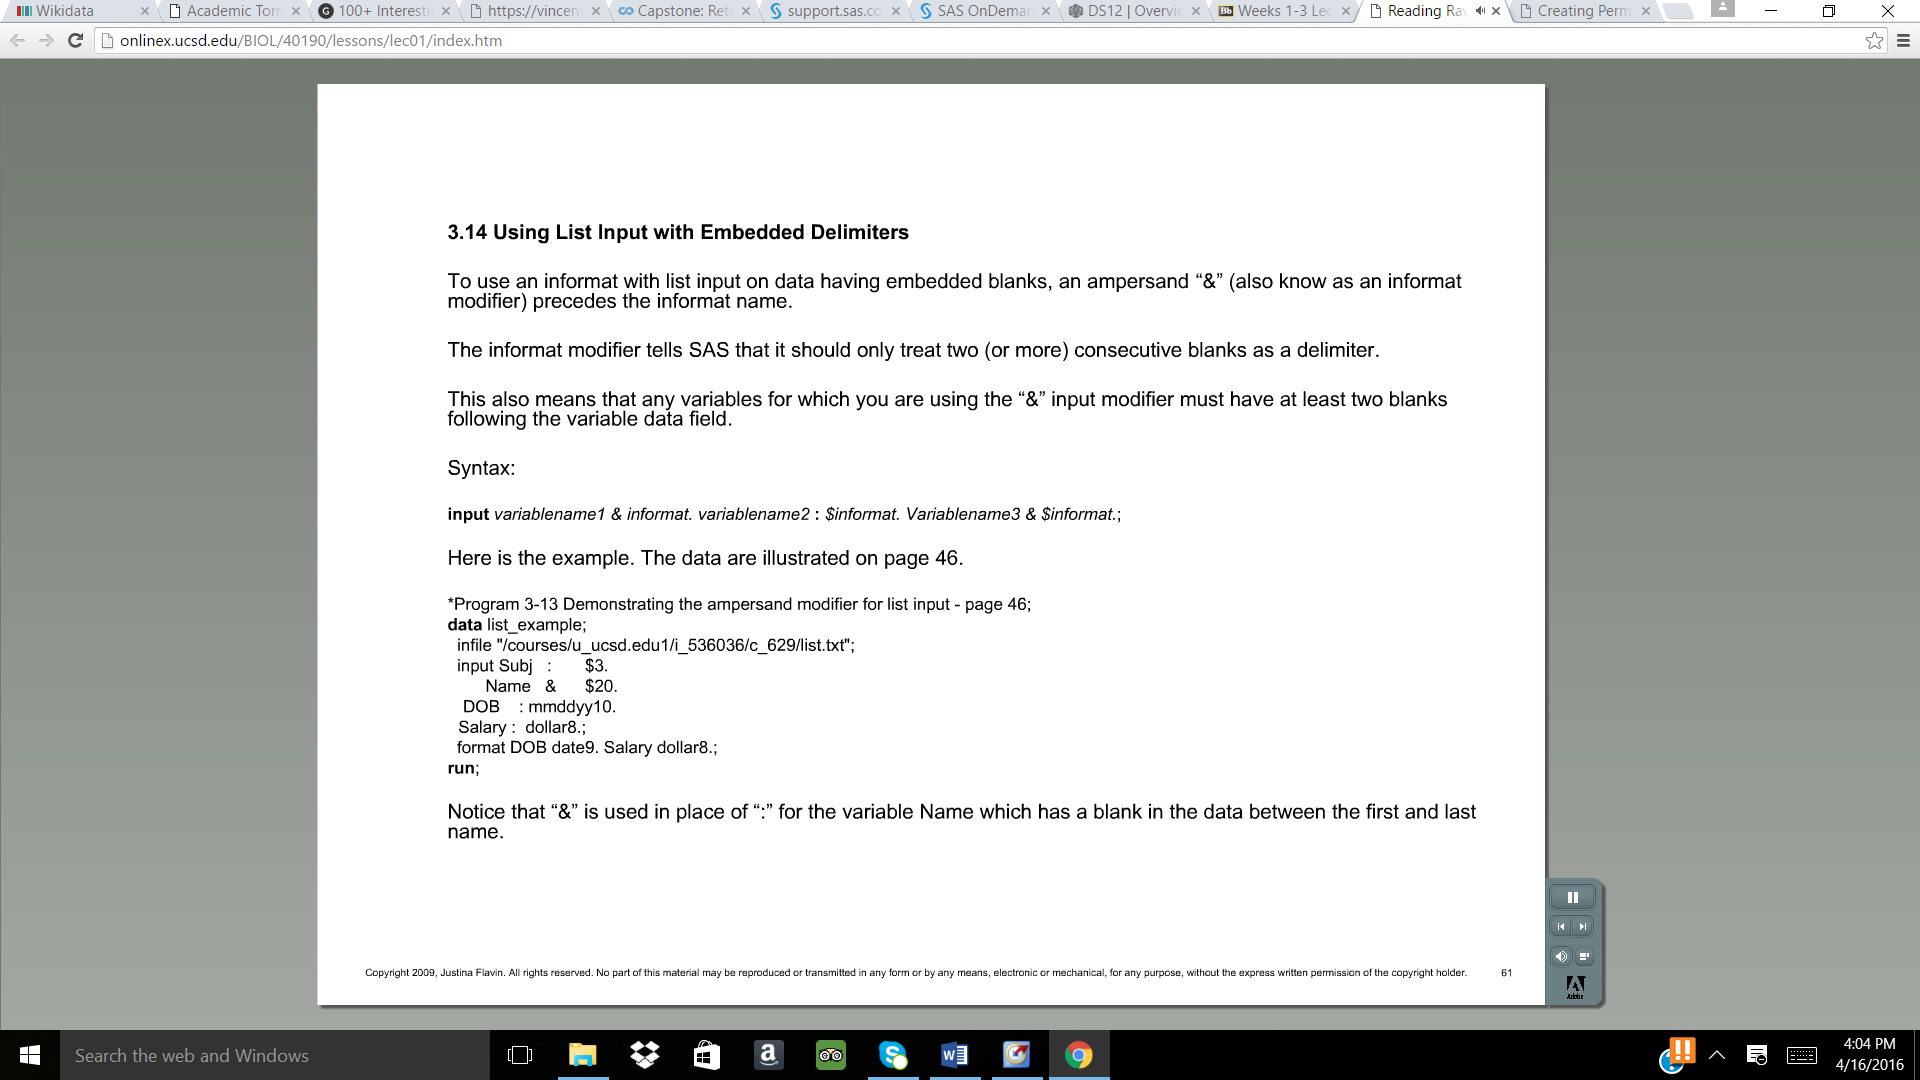 Wikidata
Academic Torr
100+ Interesti
https://vincen
Capstone: Ret
support.sas.co
SAS OnDeman
DS12 | Overvie
Bb Weeks 1-3 Lec
Reading Ra
Creating Perm
onlinex.ucsd.edu/BIOL/40190/lessons/lec01/index.htm
3.14 Using List Input with Embedded Delimiters
To use an informat with list input on data having embedded blanks, an ampersand “&” (also know as an informat
modifier) precedes the informat name.
The informat modifier tells SAS that it should only treat two (or more) consecutive blanks as a delimiter.
This also means that any variables for which you are using the “&” input modifier must have at least two blanks
following the variable data field.
Syntax:
input variablename1 & informat. variablename2 : $informat. Variablename3 & $informat.;
Here is the example. The data are illustrated on page 46.
*Program 3-13 Demonstrating the ampersand modifier for list input - page 46;
data list_example;
infile "/courses/u_ucsd.edu1/i_536036/c_629/list.txt";
input Subj : $3.
Name & $20.
DOB : mmddyy10.
Salary : dollar8.;
format DOB date9. Salary dollar8.;
run;
Notice that “&” is used in place of “:” for the variable Name which has a blank in the data between the first and last
name.
Copyright 2009, Justina Flavin. All rights reserved. No part of this material may be reproduced or transmitted in any form or by any means, electronic or mechanical, for any purpose, without the express written permission of the copyright holder. 61
Adobe
Search the web and Windows
4:04 PM
4/16/2016